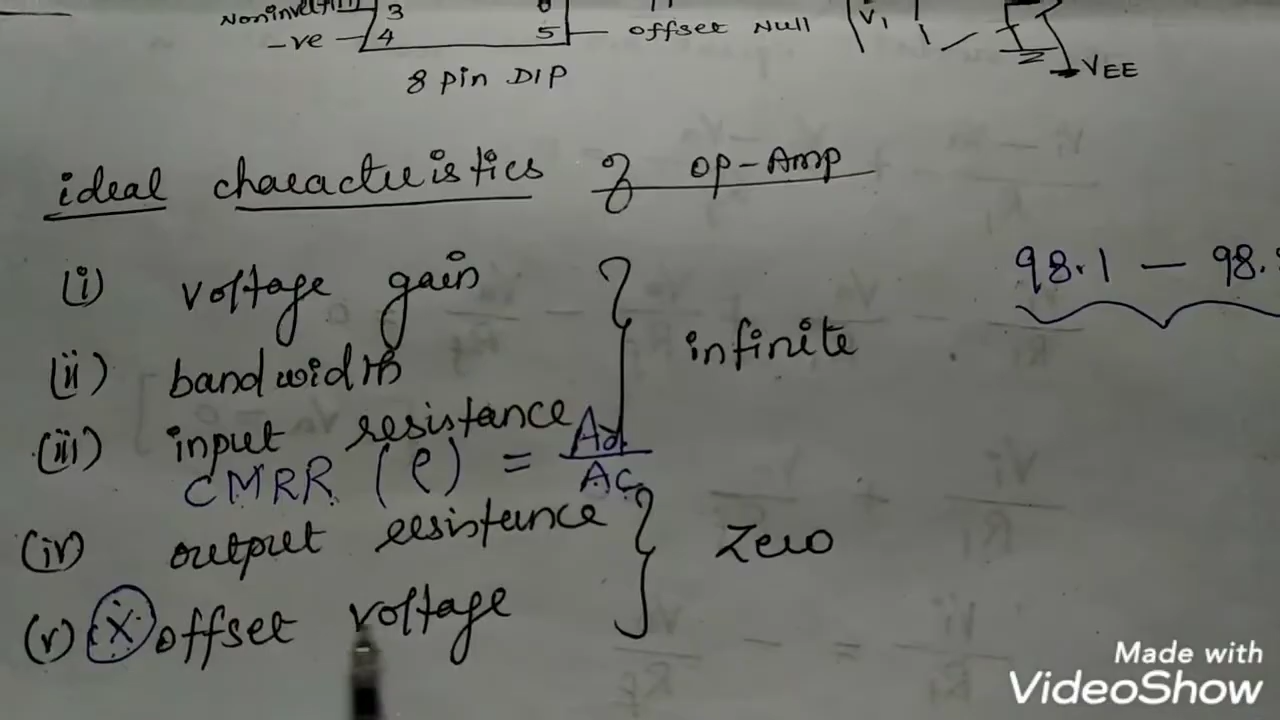 3
-ve 4 5 offset Null V1
8 pin DIP VEE
ideal characteristics of op-Amp
(i) voltage gain
98.1 — 98.
infinite
(ii) bandwidth
(iii) input resistance
CMRR (ρ) = Ad/Ac
(iv) output resistance
Zero
(v) (X) offset voltage
Made with
VideoShow